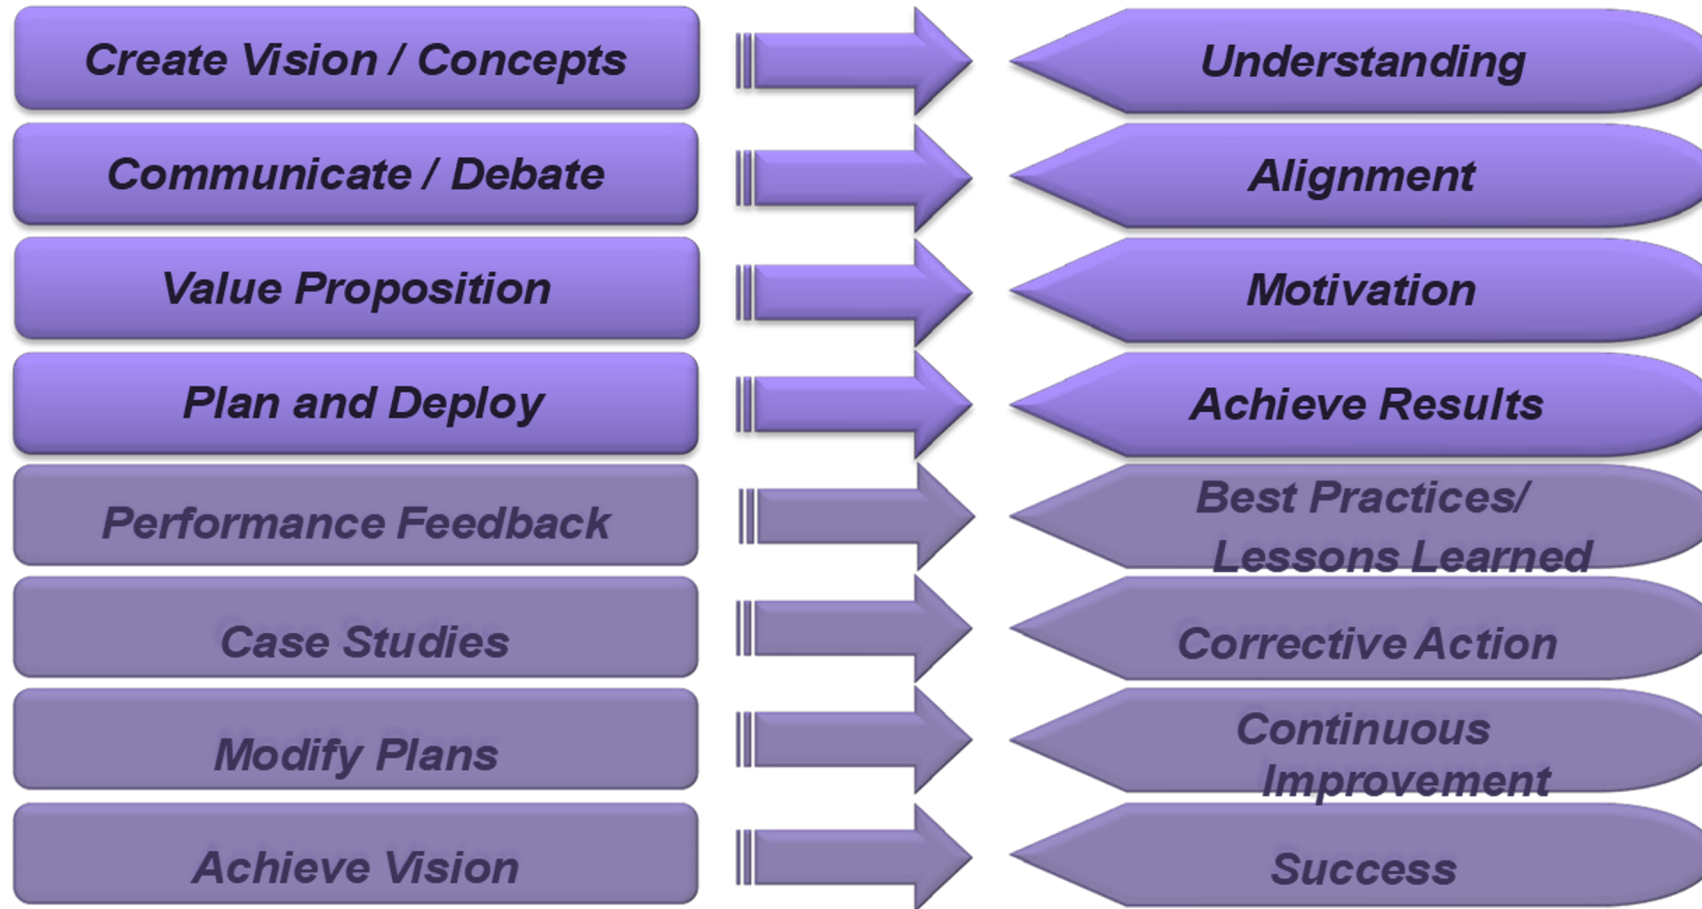 Create Vision / Concepts
Understanding
Communicate / Debate
Alignment
Value Proposition
Motivation
Plan and Deploy
Achieve Results
Performance Feedback
Best Practices/
Lessons Learned
Case Studies
Corrective Action
Modify Plans
Continuous
Improvement
Achieve Vision
Success